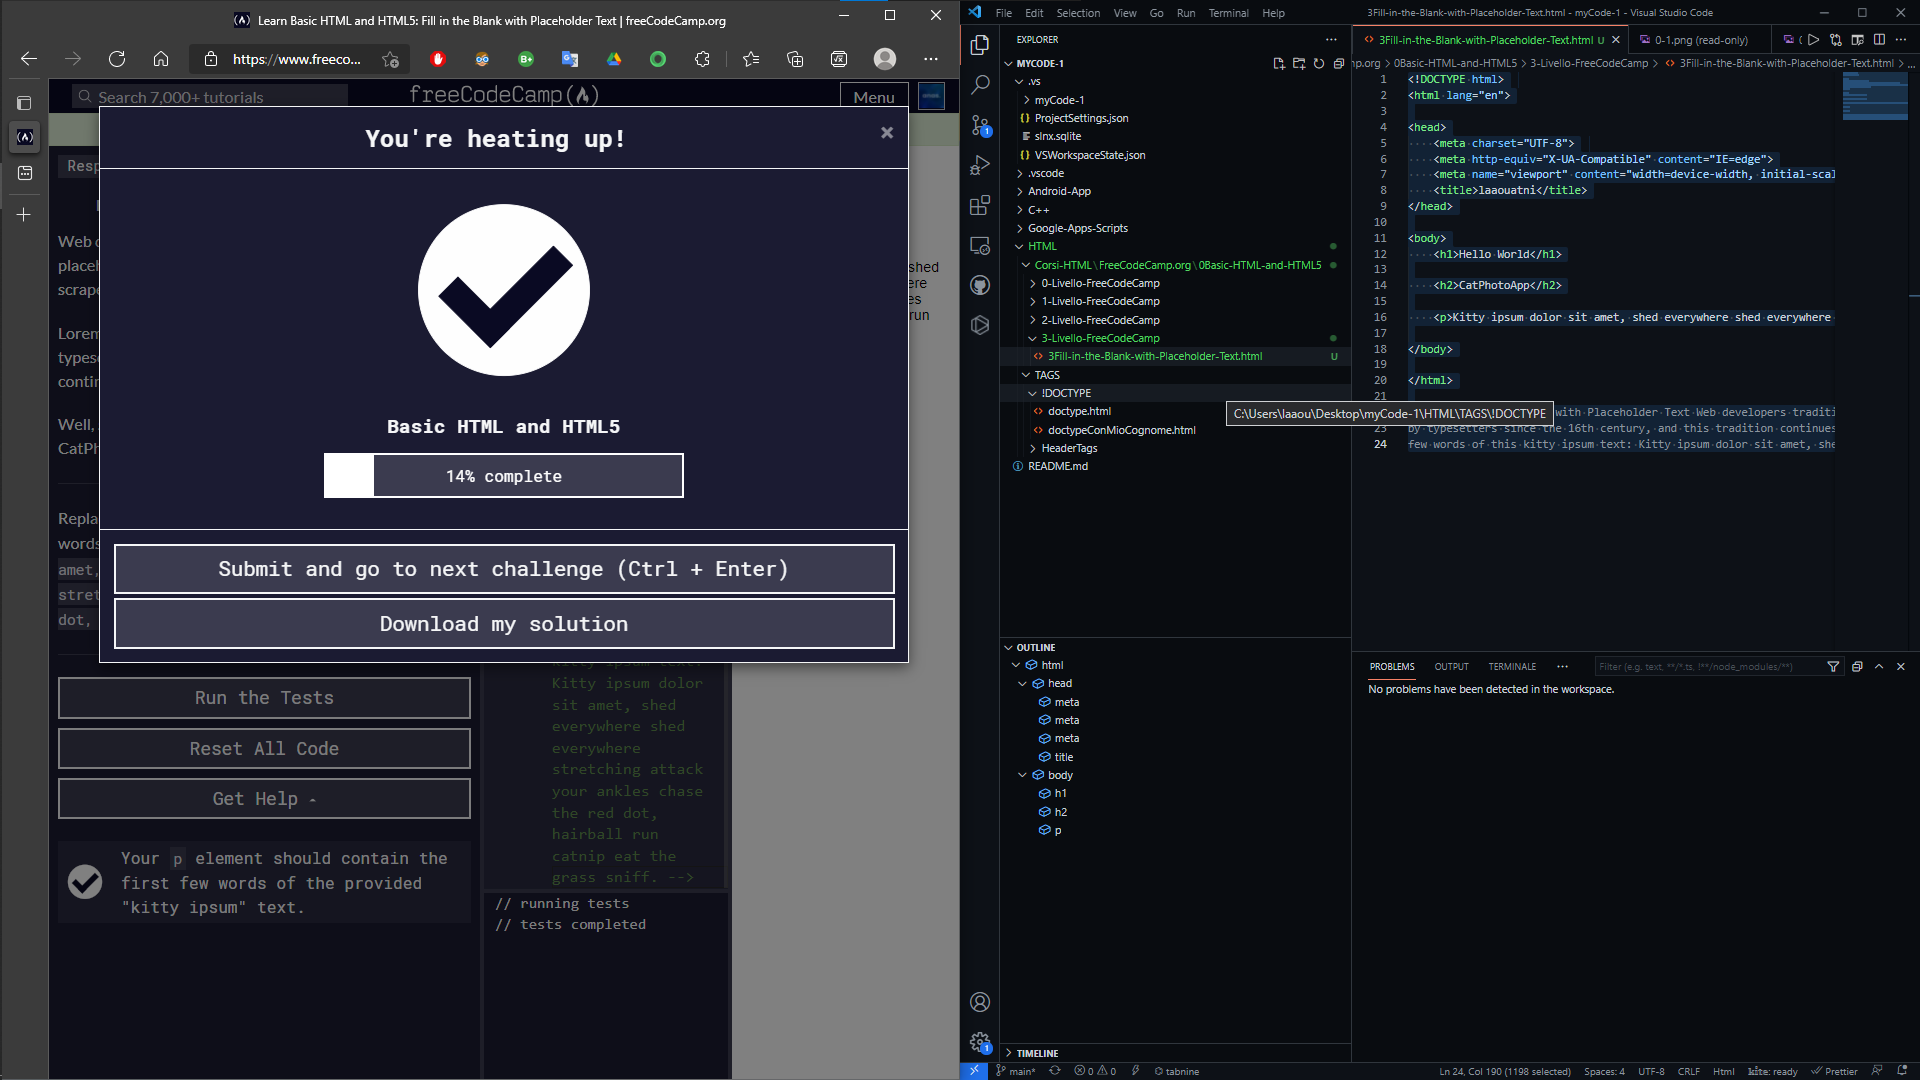 Learn Basic HTML and HTML5: Fill in the Blank with Placeholder Text | freeCodeCamp.org
https://www.freeco...
Search 7,000+ tutorials
freeCodeCamp
Menu
You're heating up!
×
Basic HTML and HTML5
14% complete
Submit and go to next challenge (Ctrl + Enter)
Download my solution
Resp
Web
place
scrape
Lorem
typese
contin
Well,
CatPh
Repla
words
amet,
stret
dot,
shed
ere
es
run
Run the Tests
Reset All Code
Get Help
Your p element should contain the
first few words of the provided
"kitty ipsum" text.
Kitty ipsum dolor
sit amet, shed
everywhere shed
everywhere
stretching attack
your ankles chase
the red dot,
hairball run
catnip eat the
grass sniff. -->
// running tests
// tests completed
File Edit Selection View Go Run Terminal Help
3Fill-in-the-Blank-with-Placeholder-Text.html - myCode-1 - Visual Studio Code
EXPLORER
MYCODE-1
.vs
myCode-1
ProjectSettings.json
slnx.sqlite
VSWorkspaceState.json
.vscode
Android-App
C++
Google-Apps-Scripts
HTML
Corsi-HTML\FreeCodeCamp.org\0Basic-HTML-and-HTML5
0-Livello-FreeCodeCamp
1-Livello-FreeCodeCamp
2-Livello-FreeCodeCamp
3-Livello-FreeCodeCamp
3Fill-in-the-Blank-with-Placeholder-Text.html U
TAGS
!DOCTYPE
doctype.html
doctypeConMioCognome.html
HeaderTags
README.md
C:\Users\laaou\Desktop\myCode-1\HTML\TAGS\!DOCTYPE
OUTLINE
html
head
meta
meta
meta
title
body
h1
h2
p
TIMELINE
3Fill-in-the-Blank-with-Placeholder-Text.html U
0-1.png (read-only)
mp.org > 0Basic-HTML-and-HTML5 > 3-Livello-FreeCodeCamp > 3Fill-in-the-Blank-with-Placeholder-Text.html > ...
1 <!DOCTYPE html>
2 <html lang="en">
3
4 <head>
5 <meta charset="UTF-8">
6 <meta http-equiv="X-UA-Compatible" content="IE=edge">
7 <meta name="viewport" content="width=device-width, initial-scal
8 <title>laaouatni</title>
9 </head>
10
11 <body>
12 <h1>Hello World</h1>
13
14 <h2>CatPhotoApp</h2>
15
16 <p>Kitty ipsum dolor sit amet, shed everywhere shed everywhere
17
18 </body>
19
20 </html>
21
with Placeholder Text Web developers traditi
23 by typesetters since the 16th century, and this tradition continues
24 few words of this kitty ipsum text: Kitty ipsum dolor sit amet, she
PROBLEMS OUTPUT TERMINALE ...
Filter (e.g. text, **/*.ts, !**/node_modules/**)
No problems have been detected in the workspace.
main* 0 0 tabnine
Ln 24, Col 190 (1198 selected) Spaces: 4 UTF-8 CRLF Html kite: ready Prettier